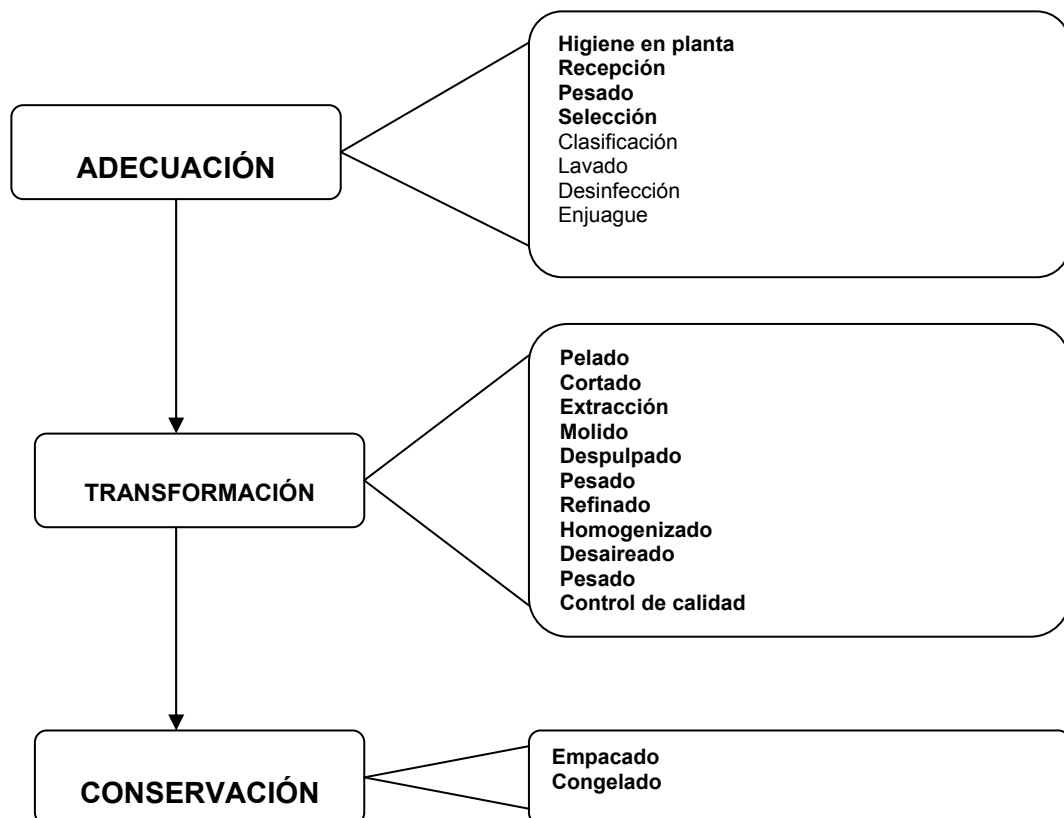 ADECUACIÓN
Higiene en planta
Recepción
Pesado
Selección
Clasificación
Lavado
Desinfección
Enjuague
TRANSFORMACIÓN
Pelado
Cortado
Extracción
Molido
Despulpado
Pesado
Refinado
Homogenizado
Desaireado
Pesado
Control de calidad
CONSERVACIÓN
Empacado
Congelado